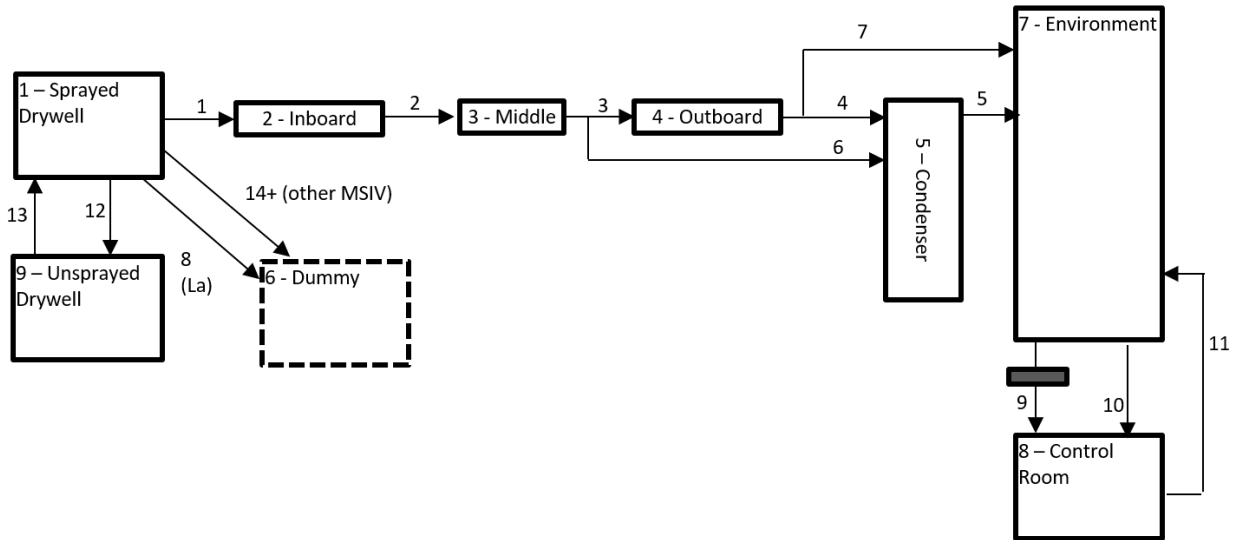 7
7 - Environment
1 – Sprayed
Drywell
1
2 - Inboard
2
3 - Middle
3
4 - Outboard
4
5
6
5 – Condenser
14+ (other MSIV)
13
12
8
(La)
9 – Unsprayed
Drywell
6 - Dummy
11
9
10
8 – Control
Room